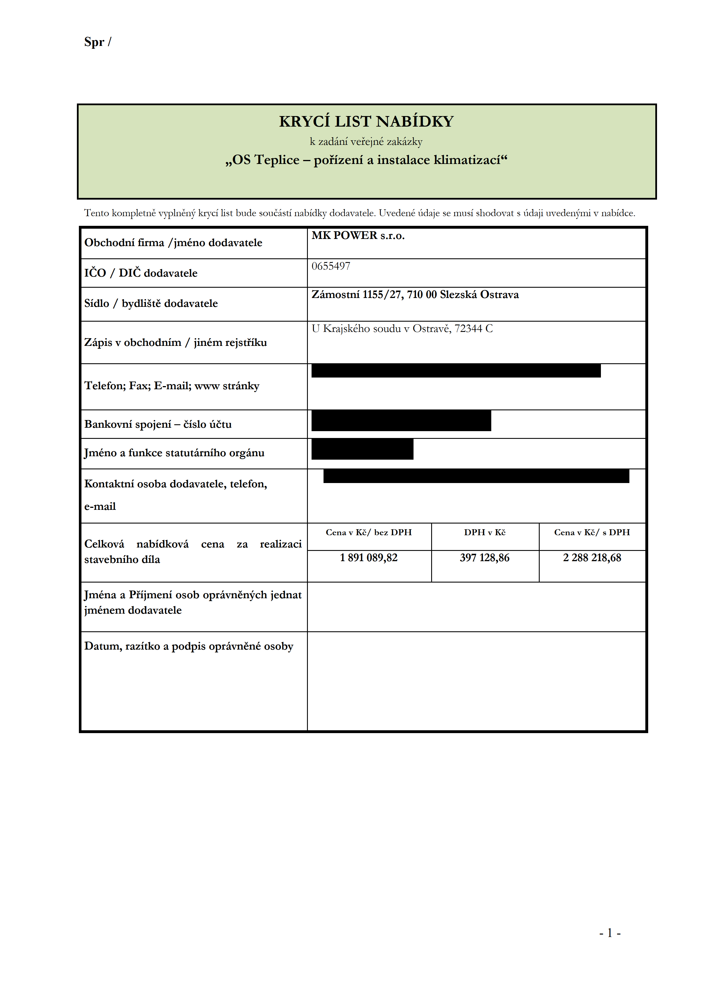 Spr /
KRYCÍ LIST NABÍDKY
k zadání veřejné zakázky
„OS Teplice – pořízení a instalace klimatizací“
Tento kompletně vyplněný krycí list bude součástí nabídky dodavatele. Uvedené údaje se musí shodovat s údaji uvedenými v nabídce.
Obchodní firma /jméno dodavatele
MK POWER s.r.o.
IČO / DIČ dodavatele
0655497
Sídlo / bydliště dodavatele
Zámostní 1155/27, 710 00 Slezská Ostrava
Zápis v obchodním / jiném rejstříku
U Krajského soudu v Ostravě, 72344 C
Telefon; Fax; E-mail; www stránky
Bankovní spojení – číslo účtu
Jméno a funkce statutárního orgánu
Kontaktní osoba dodavatele, telefon,
e-mail
Celková nabídková cena za realizaci
stavebního díla
Cena v Kč/ bez DPH
DPH v Kč
Cena v Kč/ s DPH
1 891 089,82
397 128,86
2 288 218,68
Jména a Příjmení osob oprávněných jednat
jménem dodavatele
Datum, razítko a podpis oprávněné osoby
- 1 -